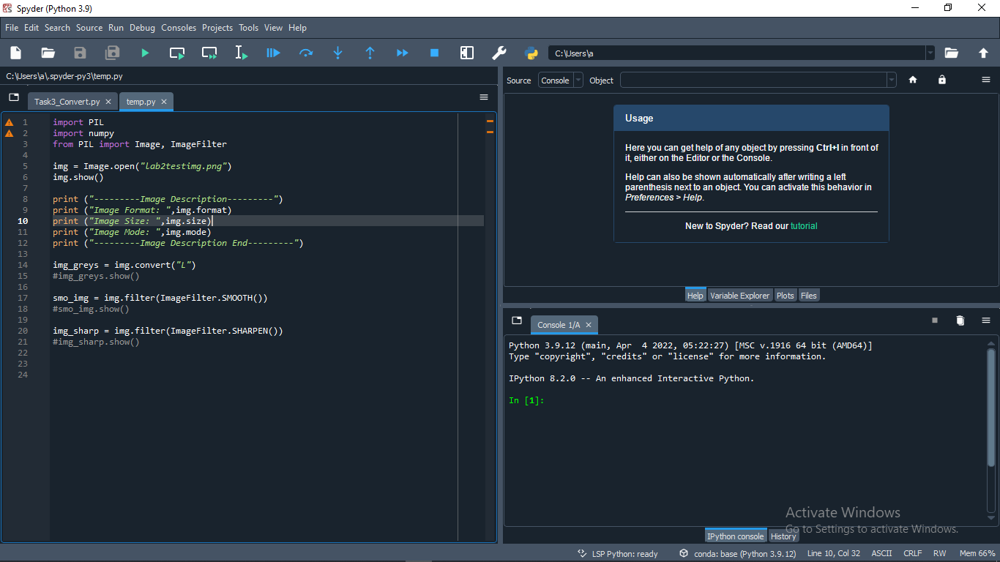 Spyder (Python 3.9)
File Edit Search Source Run Debug Consoles Projects Tools View Help
C:\Users\a
C:\Users\a\.spyder-py3\temp.py
Task3_Convert.py
temp.py
1 import PIL
2 import numpy
3 from PIL import Image, ImageFilter
4
5 img = Image.open("lab2testimg.png")
6 img.show()
7
8 print ("---------Image Description---------")
9 print ("Image Format: ",img.format)
10 print ("Image Size: ",img.size)
11 print ("Image Mode: ",img.mode)
12 print ("---------Image Description End---------")
13
14 img_greys = img.convert("L")
15 #img_greys.show()
16
17 smo_img = img.filter(ImageFilter.SMOOTH())
18 #smo_img.show()
19
20 img_sharp = img.filter(ImageFilter.SHARPEN())
21 #img_sharp.show()
22
23
24
Source Console Object
Usage
Here you can get help of any object by pressing Ctrl+I in front of
it, either on the Editor or the Console.
Help can also be shown automatically after writing a left
parenthesis next to an object. You can activate this behavior in
Preferences > Help.
New to Spyder? Read our tutorial
Help Variable Explorer Plots Files
Console 1/A
Python 3.9.12 (main, Apr  4 2022, 05:22:27) [MSC v.1916 64 bit (AMD64)]
Type "copyright", "credits" or "license" for more information.
IPython 8.2.0 -- An enhanced Interactive Python.
In [1]:
Activate Windows
Go to Settings to activate Windows.
IPython console History
LSP Python: ready conda: base (Python 3.9.12) Line 10, Col 32 ASCII CRLF RW Mem 66%